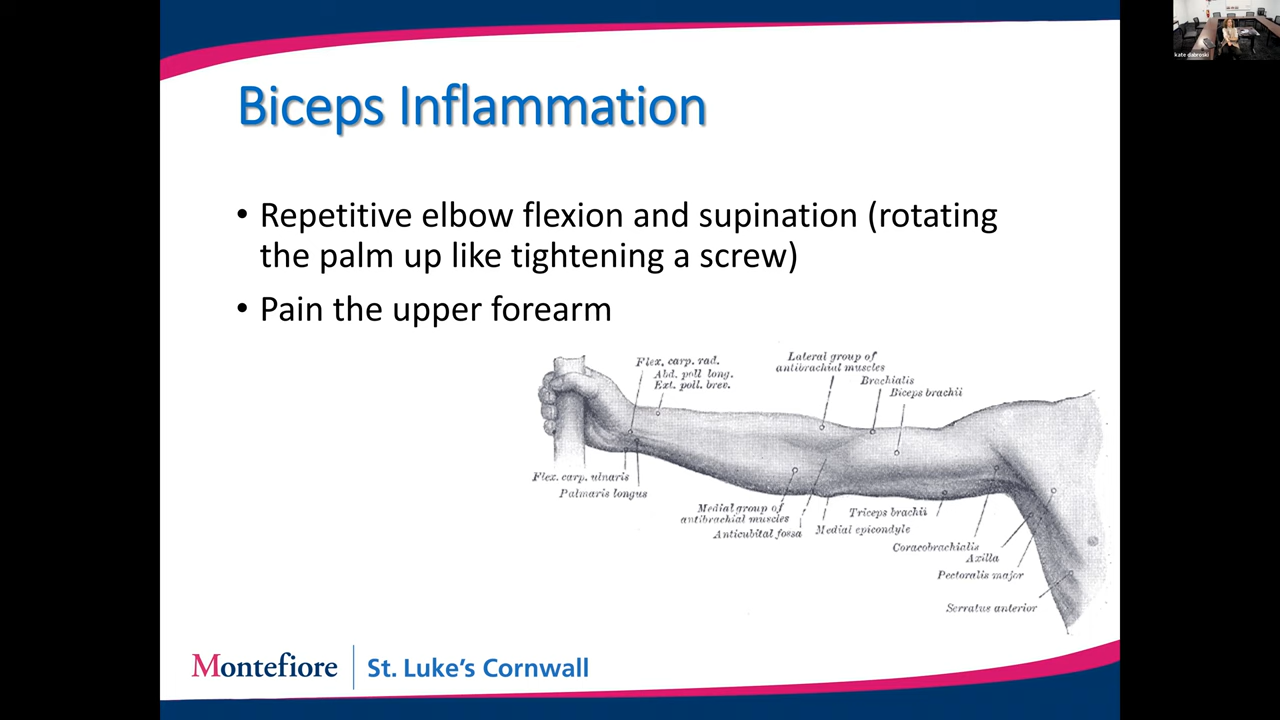 kate dabroski
Biceps Inflammation
• Repetitive elbow flexion and supination (rotating
the palm up like tightening a screw)
• Pain the upper forearm
Lateral group of
antibrachial muscles
Flex. carp. rad.
Abd. poll long.
Ext. poll. brev.
Brachialis
Biceps brachii
Flex. carp. ulnaris
Palmaris longus
Medial group of
antibrachial muscles
Anticubital fossa
Medial epicondyle
Triceps brachii
Coracobrachialis
Axilla
Pectoralis major
Serratus anterior
Montefiore
St. Luke's Cornwall